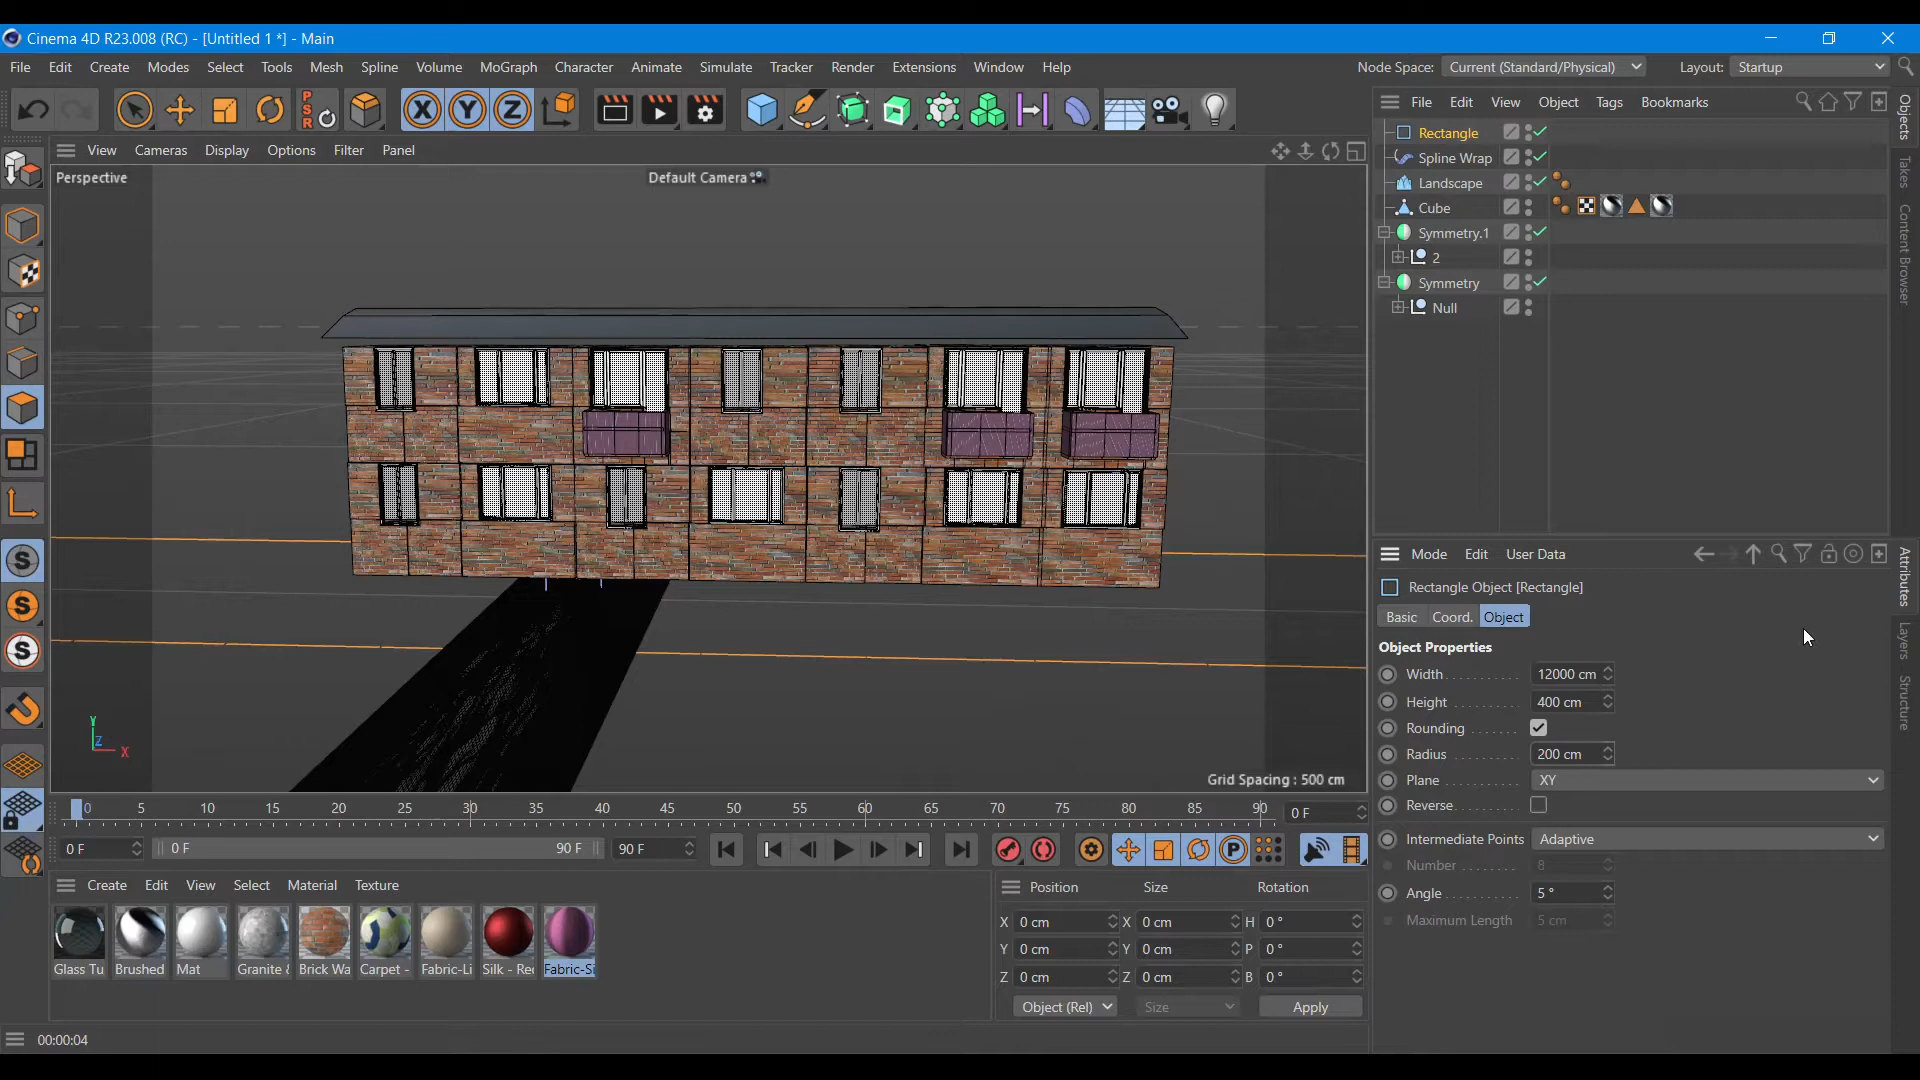 Cinema 4D R23.008 (RC) - [Untitled 1 *] - Main
File Edit Create Modes Select Tools Mesh Spline Volume MoGraph Character Animate Simulate Tracker Render Extensions Window Help
Node Space: Current (Standard/Physical) Layout: Startup
X Y Z PSR
File Edit View Object Tags Bookmarks
View Cameras Display Options Filter Panel
Perspective
Default Camera
Rectangle
Spline Wrap
Landscape
Cube
Symmetry.1
2
Symmetry
Null
Objects
Takes
Content Browser
Attributes
Layers
Structure
Mode Edit User Data
Rectangle Object [Rectangle]
Basic Coord. Object
Object Properties
Width 12000 cm
Height 400 cm
Rounding
Radius 200 cm
Plane XY
Reverse
Intermediate Points Adaptive
Number 8
Angle 5 °
Maximum Length 5 cm
Y
Z
X
Grid Spacing : 500 cm
0 5 10 15 20 25 30 35 40 45 50 55 60 65 70 75 80 85 90 0 F
0 F 0 F 90 F 90 F
Create Edit View Select Material Texture
Glass Tu Brushed Mat Granite & Brick Wa Carpet - Fabric-Li Silk - Re Fabric-Si
Position Size Rotation
X 0 cm X 0 cm H 0 °
Y 0 cm Y 0 cm P 0 °
Z 0 cm Z 0 cm B 0 °
Object (Rel) Size Apply
00:00:04